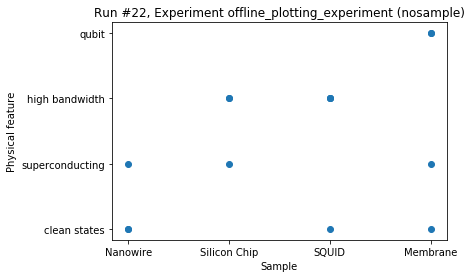 Run #22, Experiment offline_plotting_experiment (nosample)
qubit
high bandwidth
superconducting
clean states
Physical feature
Nanowire
Silicon Chip
SQUID
Membrane
Sample